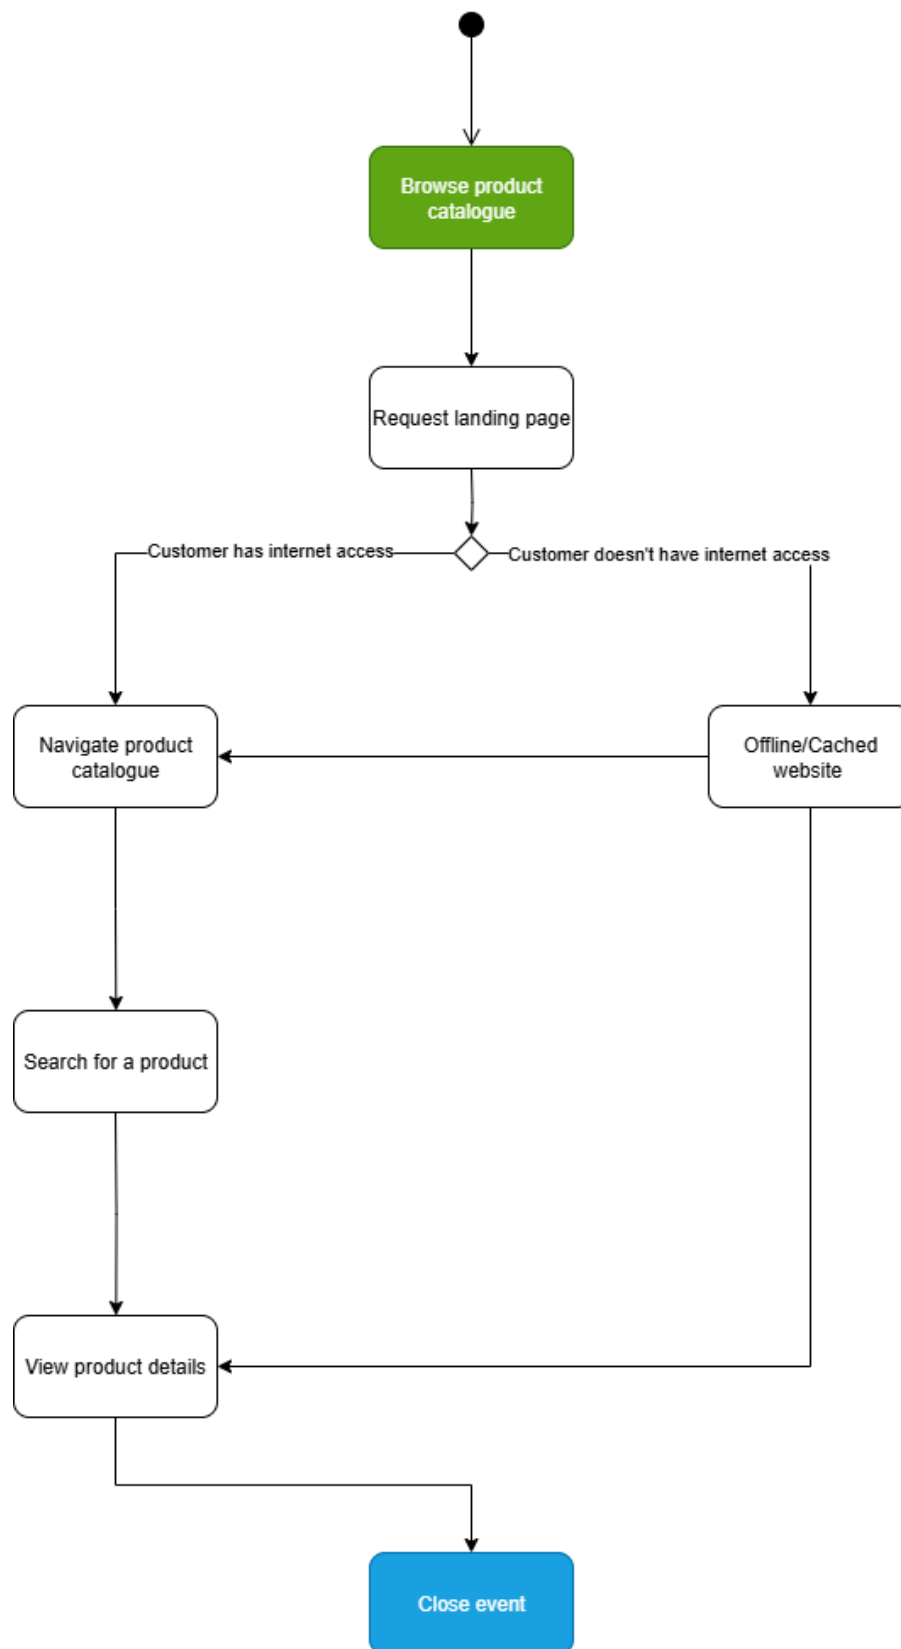 Browse product
catalogue
Request landing page
Customer has internet access
Customer doesn't have internet access
Navigate product
catalogue
Offline/Cached
website
Search for a product
View product details
Close event